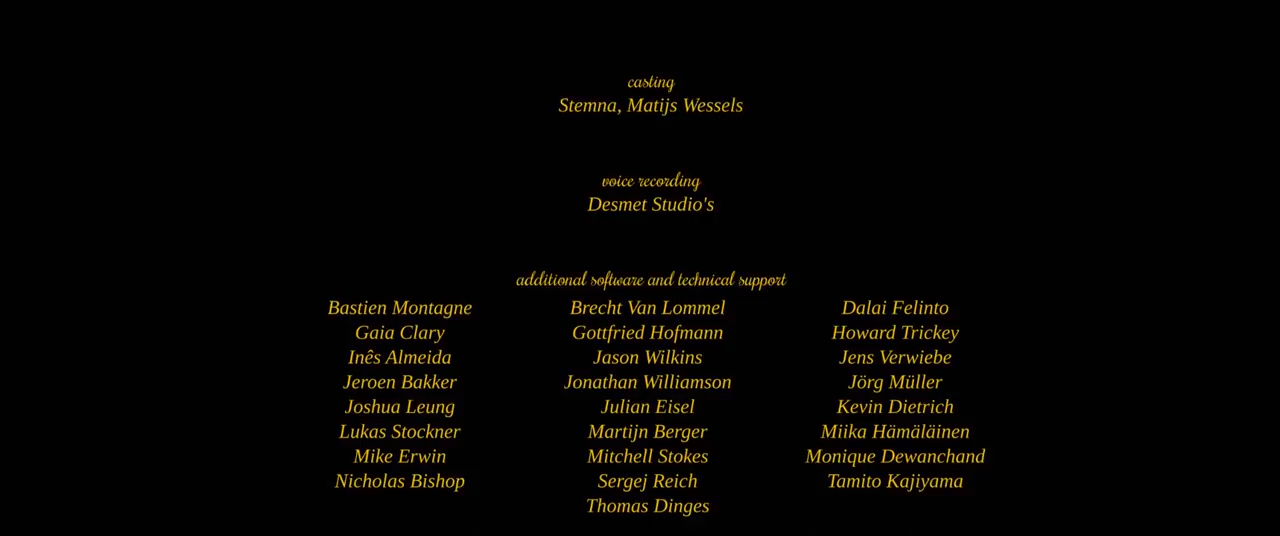 casting
Stemna, Matijs Wessels
voice recording
Desmet Studio's
additional software and technical support
Bastien Montagne Brecht Van Lommel Dalai Felinto
Gaia Clary Gottfried Hofmann Howard Trickey
Inês Almeida Jason Wilkins Jens Verwiebe
Jeroen Bakker Jonathan Williamson Jörg Müller
Joshua Leung Julian Eisel Kevin Dietrich
Lukas Stockner Martijn Berger Miika Hämäläinen
Mike Erwin Mitchell Stokes Monique Dewanchand
Nicholas Bishop Sergej Reich Tamito Kajiyama
Thomas Dinges